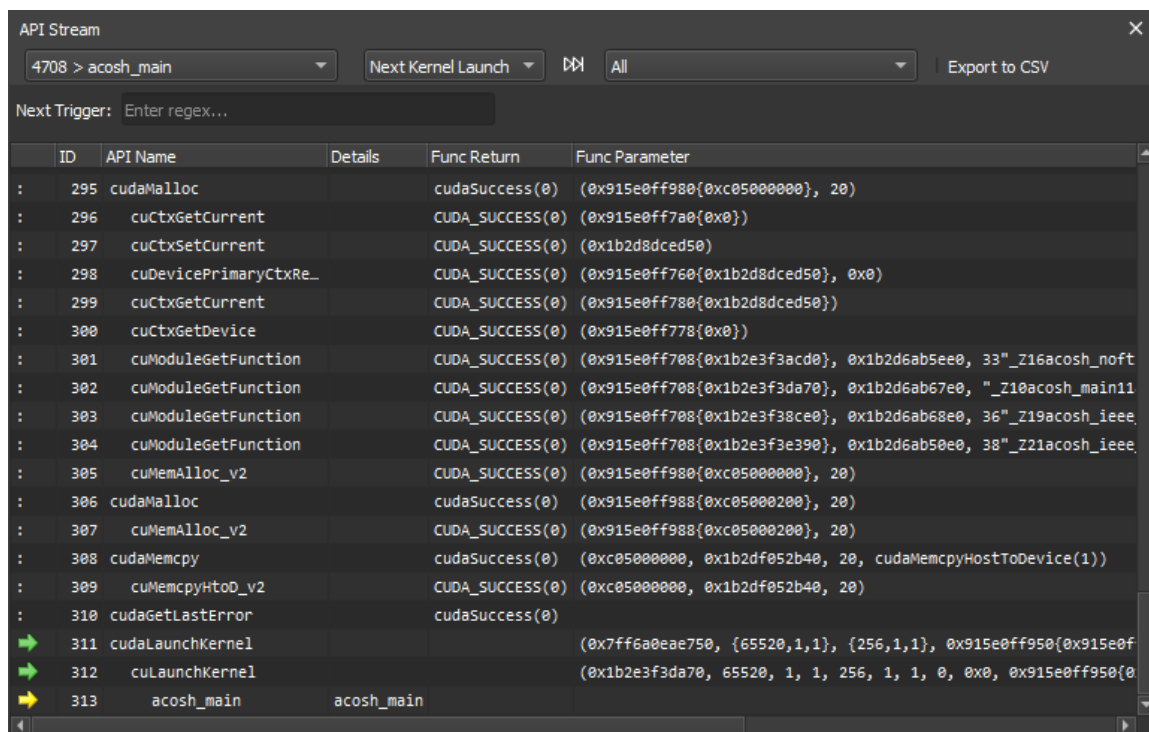 API Stream
4708 > acosh_main Next Kernel Launch All Export to CSV
Next Trigger: Enter regex...
ID API Name Details Func Return Func Parameter
: 295 cudaMalloc cudaSuccess(0) (0x915e0ff980{0xc05000000}, 20)
: 296 cuCtxGetCurrent CUDA_SUCCESS(0) (0x915e0ff7a0{0x0})
: 297 cuCtxSetCurrent CUDA_SUCCESS(0) (0x1b2d8dced50)
: 298 cuDevicePrimaryCtxRe… CUDA_SUCCESS(0) (0x915e0ff760{0x1b2d8dced50}, 0x0)
: 299 cuCtxGetCurrent CUDA_SUCCESS(0) (0x915e0ff780{0x1b2d8dced50})
: 300 cuCtxGetDevice CUDA_SUCCESS(0) (0x915e0ff778{0x0})
: 301 cuModuleGetFunction CUDA_SUCCESS(0) (0x915e0ff708{0x1b2e3f3acd0}, 0x1b2d6ab5ee0, 33"_Z16acosh_noft
: 302 cuModuleGetFunction CUDA_SUCCESS(0) (0x915e0ff708{0x1b2e3f3da70}, 0x1b2d6ab67e0, "_Z10acosh_main11
: 303 cuModuleGetFunction CUDA_SUCCESS(0) (0x915e0ff708{0x1b2e3f38ce0}, 0x1b2d6ab68e0, 36"_Z19acosh_ieee_
: 304 cuModuleGetFunction CUDA_SUCCESS(0) (0x915e0ff708{0x1b2e3f3e390}, 0x1b2d6ab50e0, 38"_Z21acosh_ieee_
: 305 cuMemAlloc_v2 CUDA_SUCCESS(0) (0x915e0ff980{0xc05000000}, 20)
: 306 cudaMalloc cudaSuccess(0) (0x915e0ff988{0xc05000200}, 20)
: 307 cuMemAlloc_v2 CUDA_SUCCESS(0) (0x915e0ff988{0xc05000200}, 20)
: 308 cudaMemcpy cudaSuccess(0) (0xc05000000, 0x1b2df052b40, 20, cudaMemcpyHostToDevice(1))
: 309 cuMemcpyHtoD_v2 CUDA_SUCCESS(0) (0xc05000000, 0x1b2df052b40, 20)
: 310 cudaGetLastError cudaSuccess(0)
311 cudaLaunchKernel (0x7ff6a0eae750, {65520,1,1}, {256,1,1}, 0x915e0ff950{0x915e0f
312 cuLaunchKernel (0x1b2e3f3da70, 65520, 1, 1, 256, 1, 1, 0, 0x0, 0x915e0ff950{0
313 acosh_main acosh_main